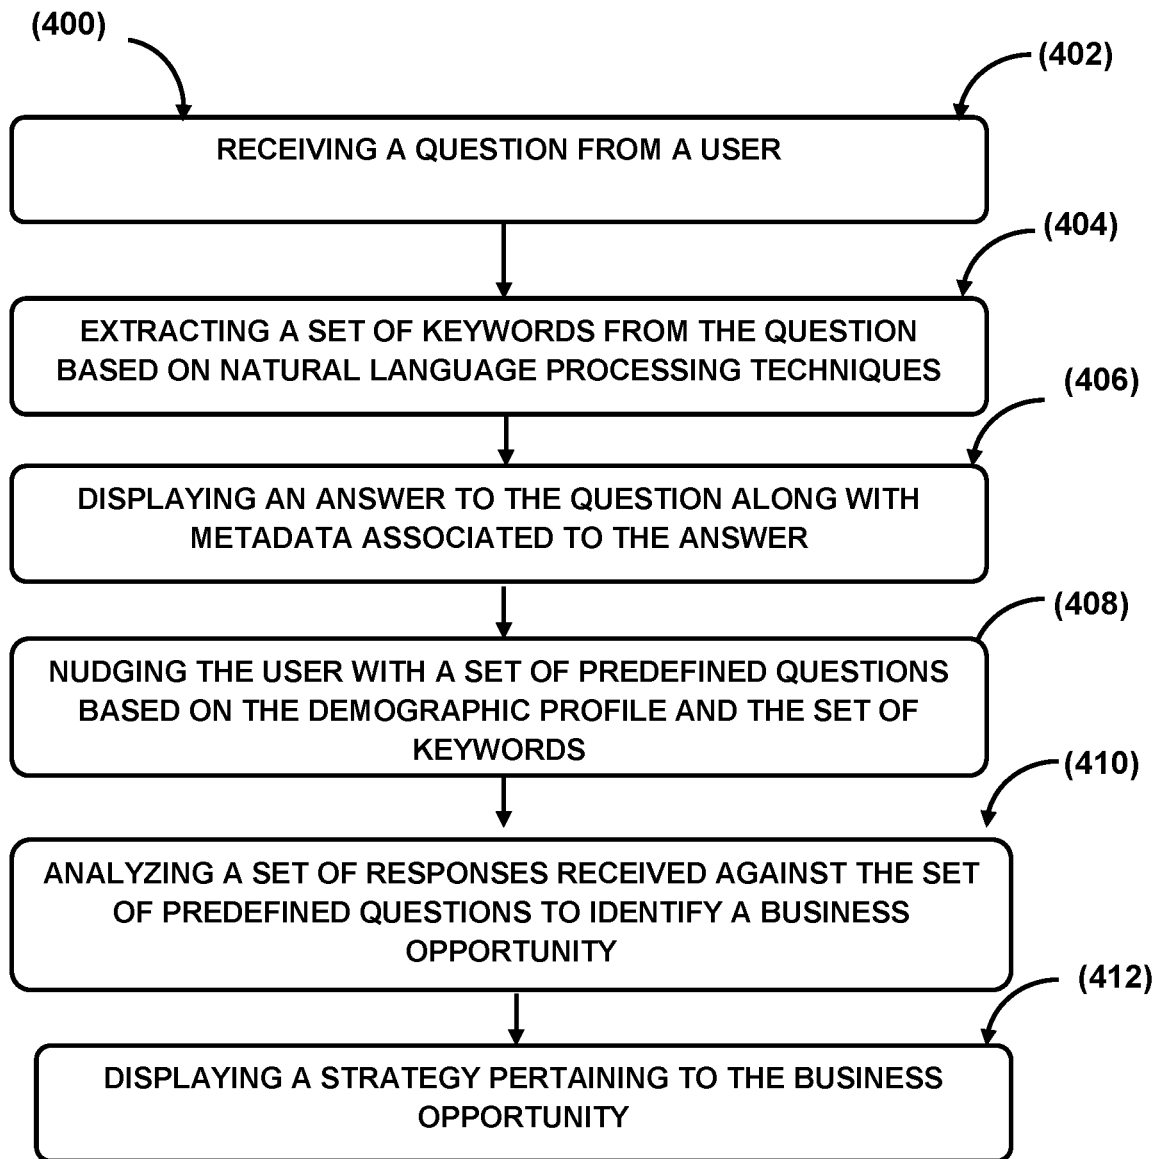 (400)
(402)
RECEIVING A QUESTION FROM A USER
(404)
EXTRACTING A SET OF KEYWORDS FROM THE QUESTION
BASED ON NATURAL LANGUAGE PROCESSING TECHNIQUES
(406)
DISPLAYING AN ANSWER TO THE QUESTION ALONG WITH
METADATA ASSOCIATED TO THE ANSWER
(408)
NUDGING THE USER WITH A SET OF PREDEFINED QUESTIONS
BASED ON THE DEMOGRAPHIC PROFILE AND THE SET OF
KEYWORDS
(410)
ANALYZING A SET OF RESPONSES RECEIVED AGAINST THE SET
OF PREDEFINED QUESTIONS TO IDENTIFY A BUSINESS
OPPORTUNITY
(412)
DISPLAYING A STRATEGY PERTAINING TO THE BUSINESS
OPPORTUNITY